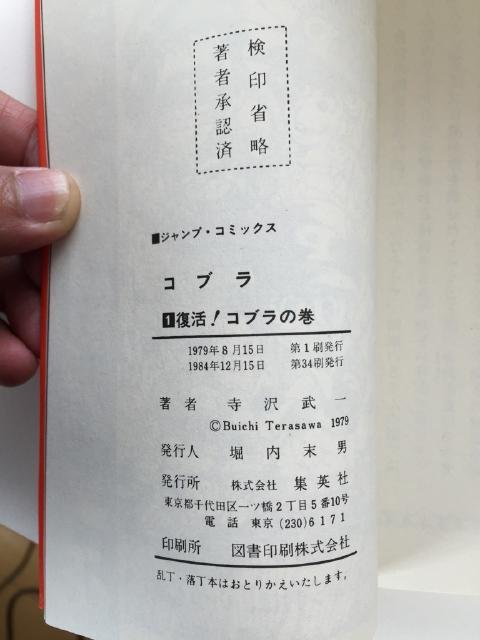 検印省略
著者承認済
■ジャンプ・コミックス
コブラ
1復活!コブラの巻
1979年8月15日 第1刷発行
1984年12月15日 第34刷発行
著者 寺沢武一
©Buichi Terasawa 1979
発行人 堀内末男
発行所 株式会社 集英社
東京都千代田区一ツ橋2丁目5番10号
電話 東京(230)6171
印刷所 図書印刷株式会社
乱丁・落丁本はおとりかえいたします。